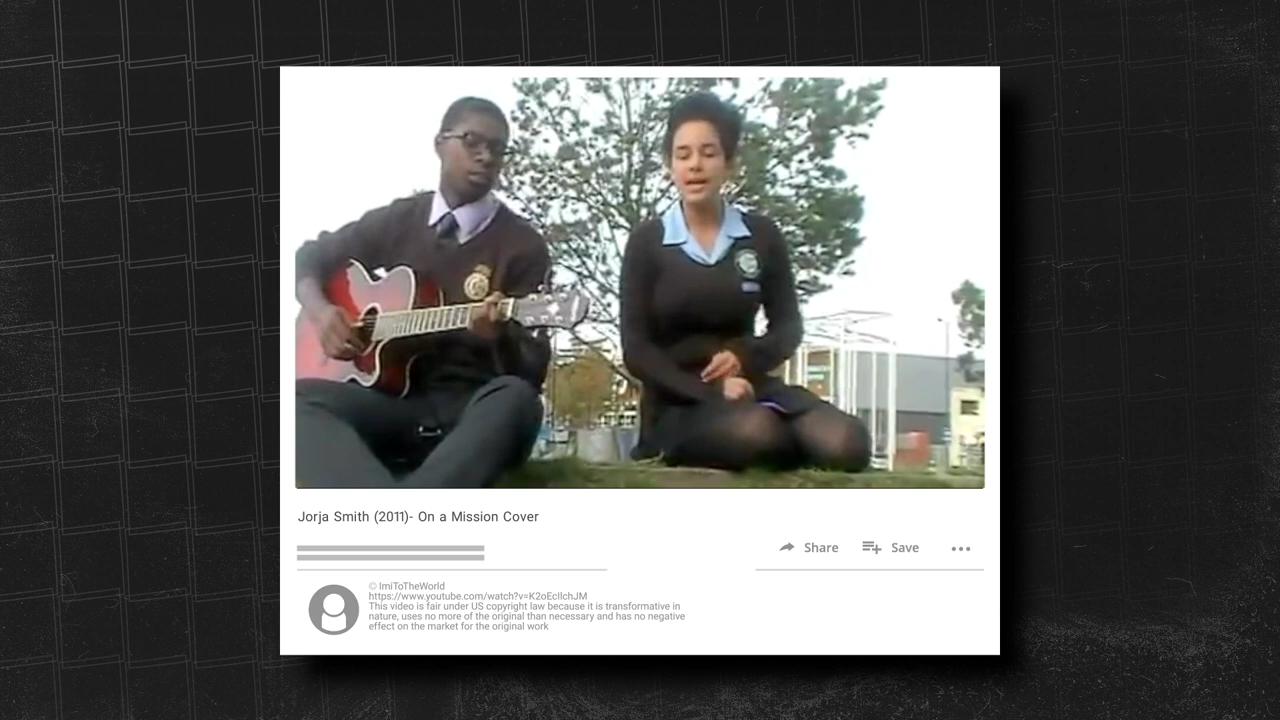 Jorja Smith (2011)- On a Mission Cover
Share Save
© ImiToTheWorld
https://www.youtube.com/watch?v=K2oEcIlchJM
This video is fair under US copyright law because it is transformative in
nature, uses no more of the original than necessary and has no negative
effect on the market for the original work